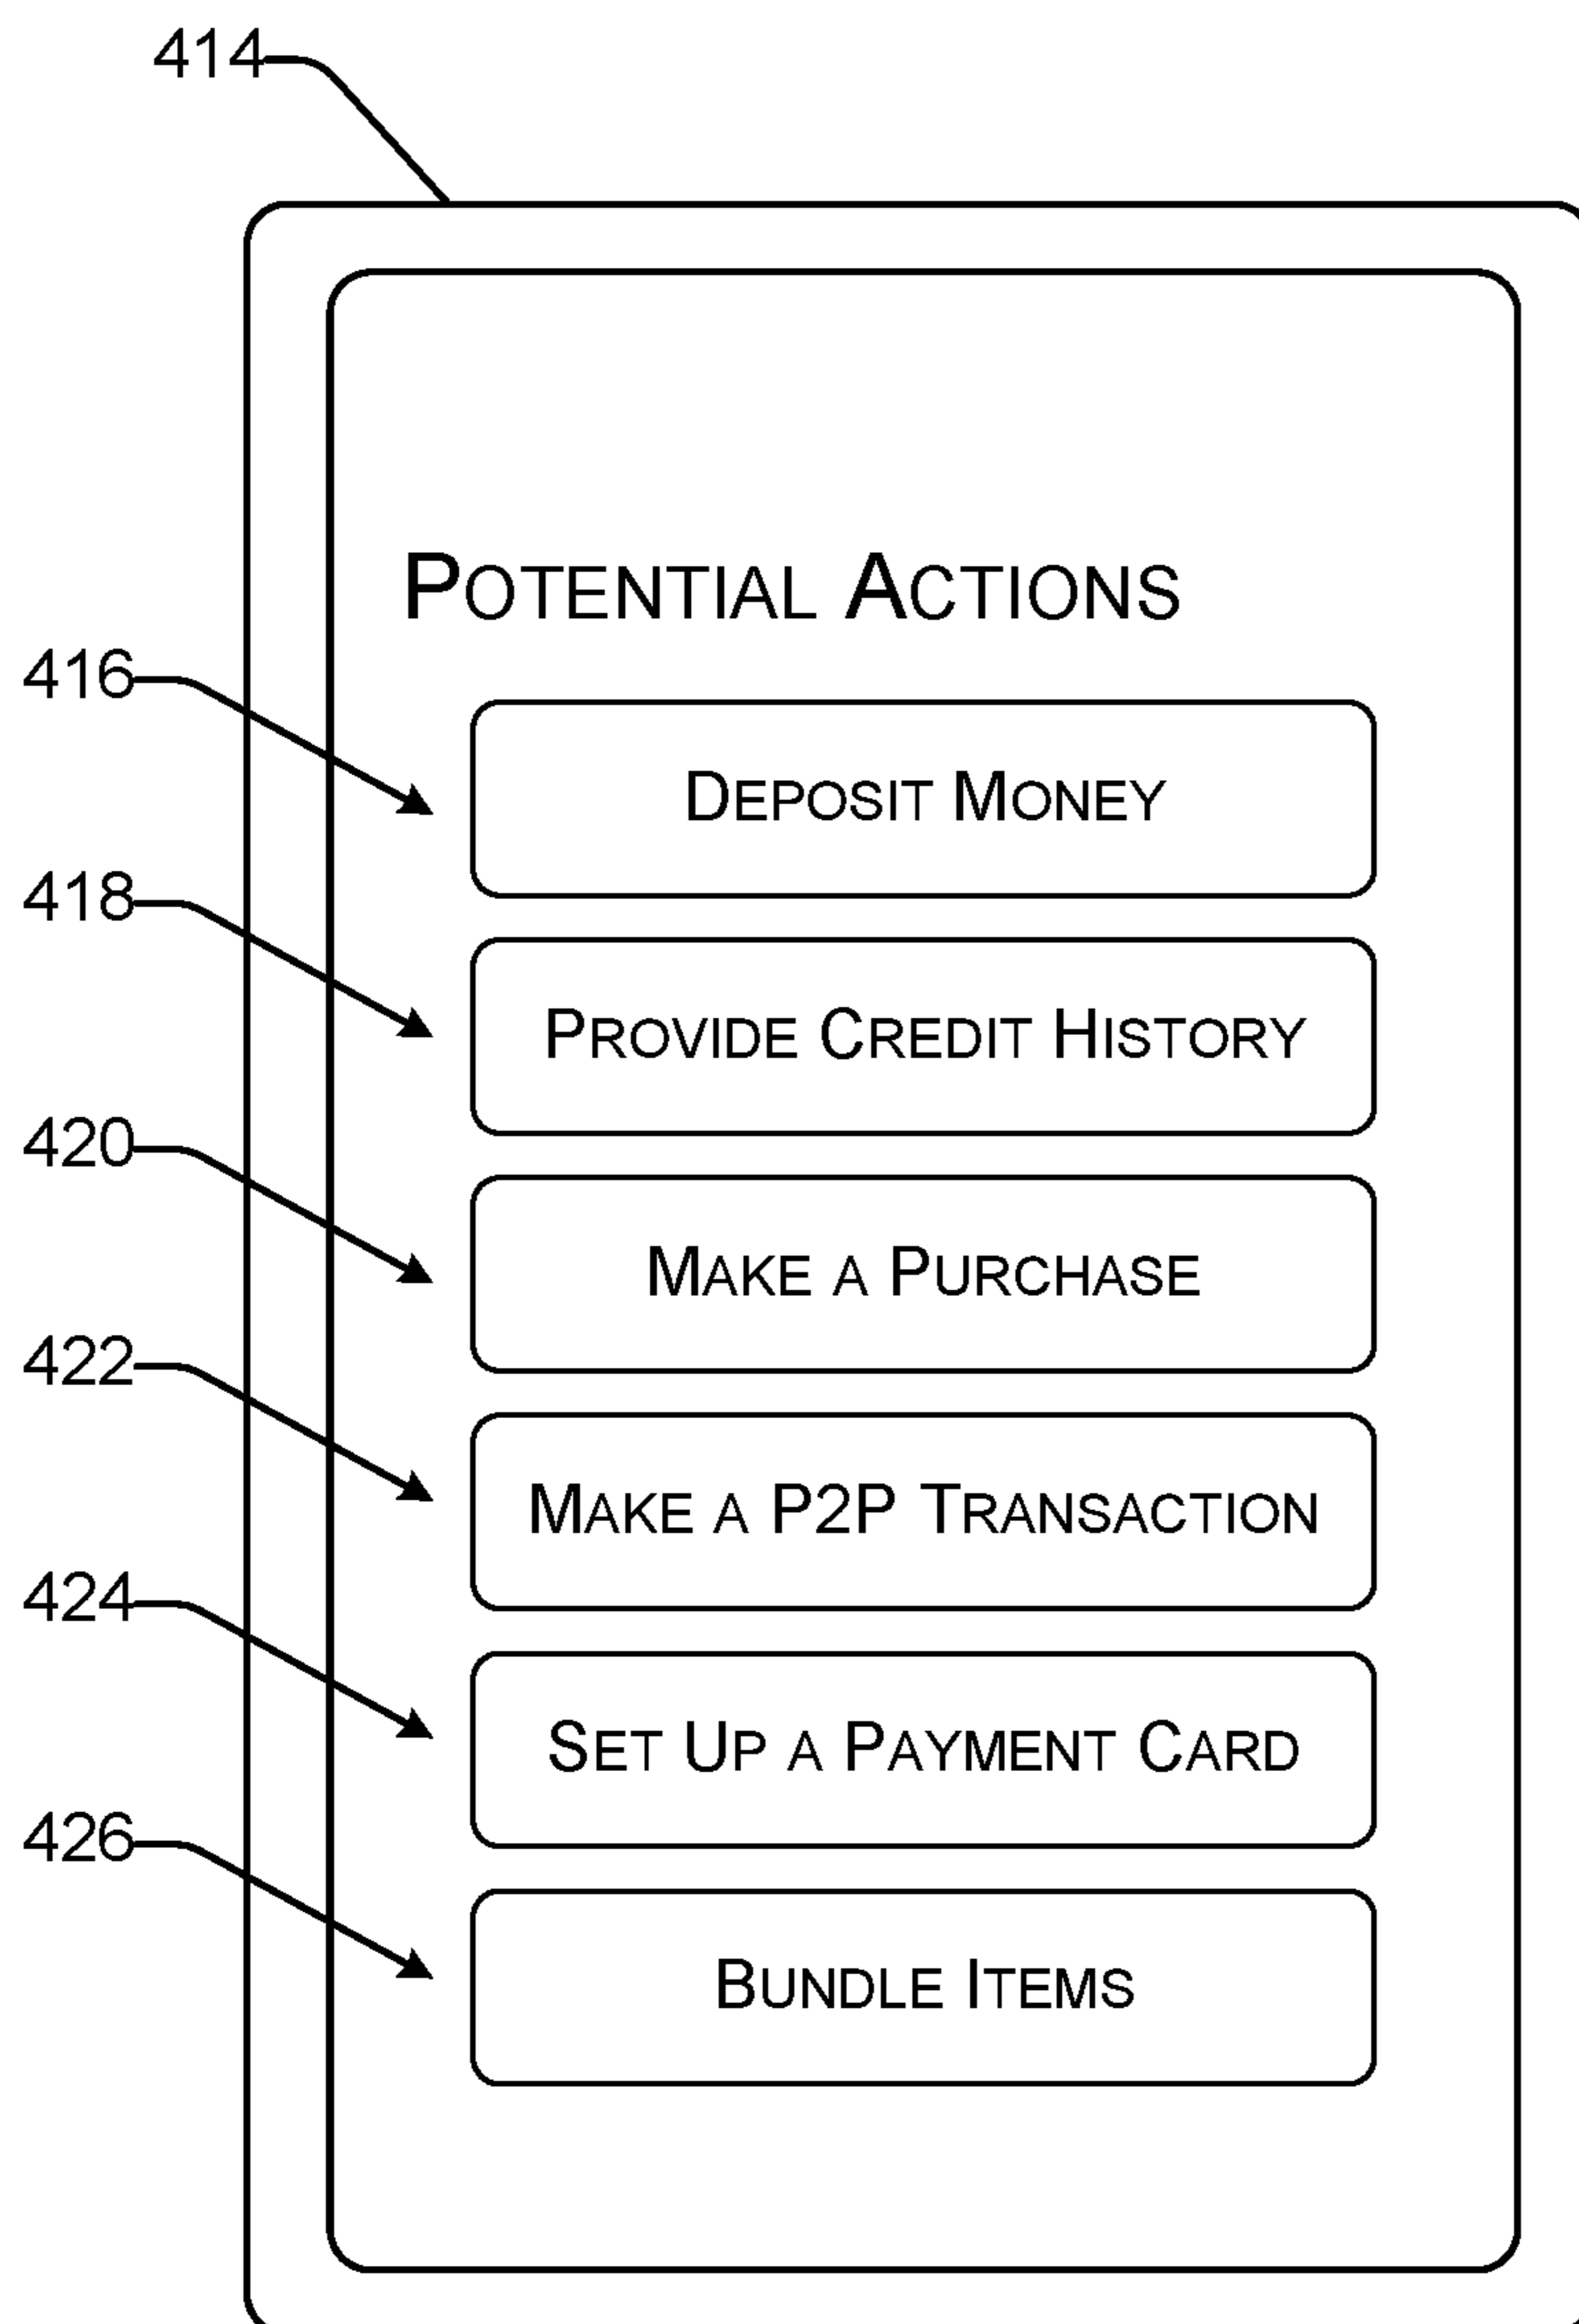 414
POTENTIAL ACTIONS
416
DEPOSIT MONEY
418
PROVIDE CREDIT HISTORY
420
MAKE A PURCHASE
422
MAKE A P2P TRANSACTION
424
SET UP A PAYMENT CARD
426
BUNDLE ITEMS